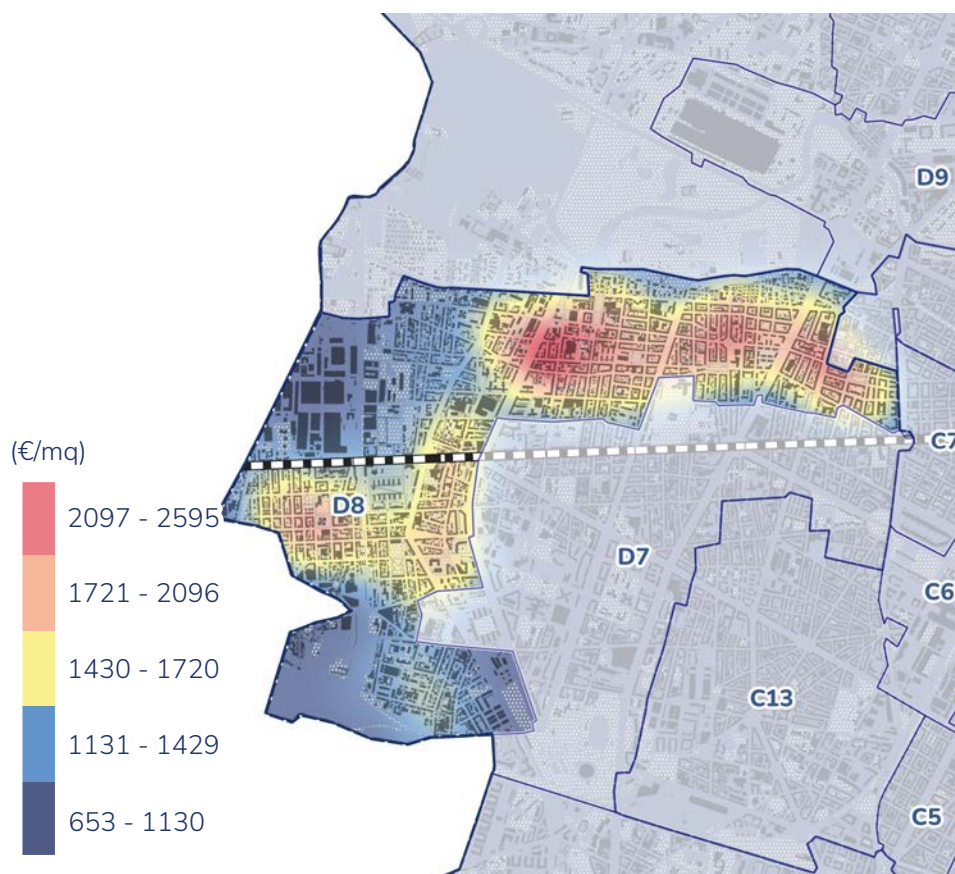 D9
(€/mq)
C7
2097 - 2595
D8
1721 - 2096
D7
C6
1430 - 1720
C13
1131 - 1429
653 - 1130
C5